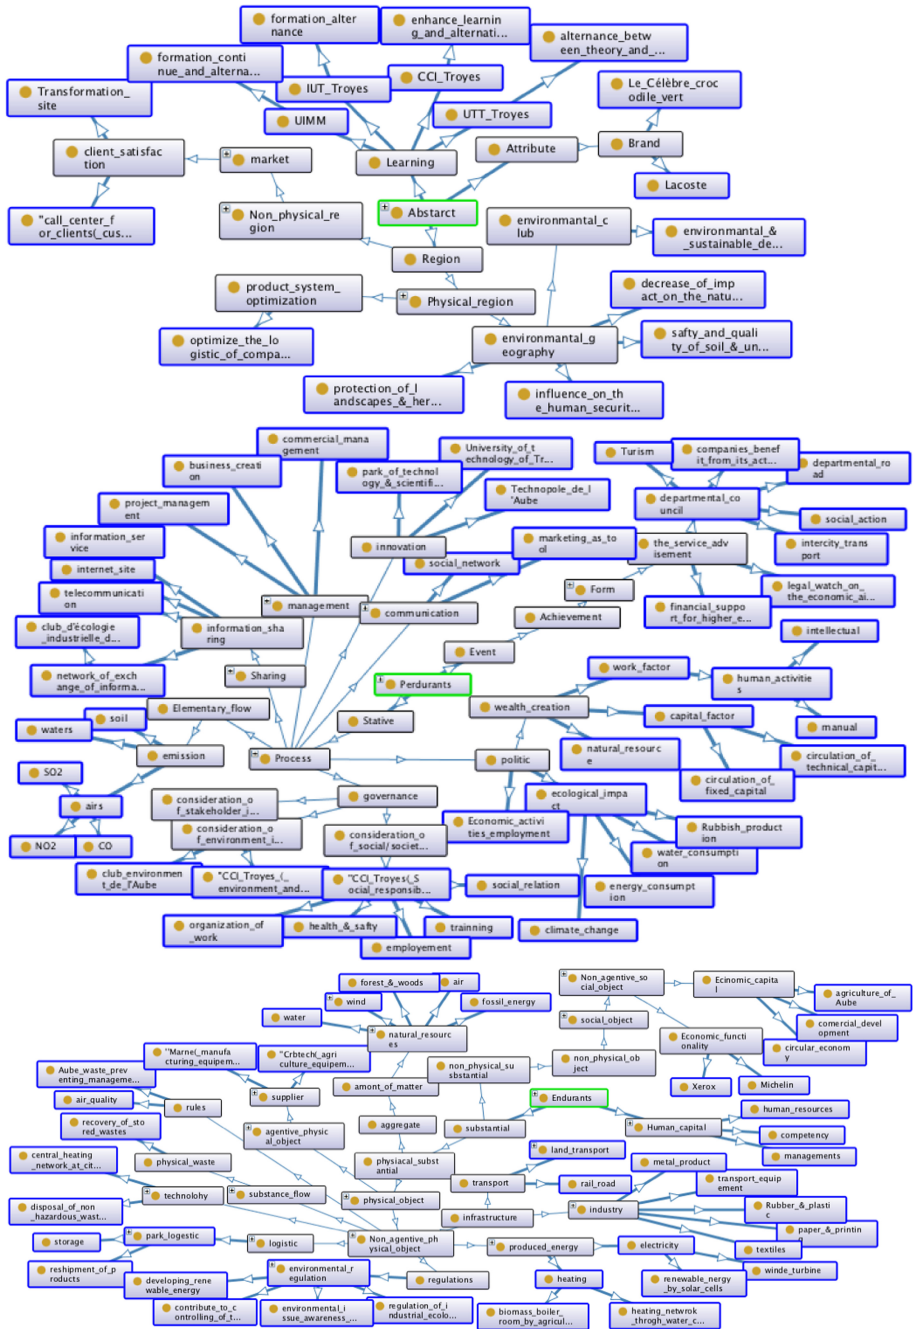 formation_alter
nance
enhance_learnin
g_and_alternati...
alternance_betw
een_theory_and_...
formation_conti
nue_and_alterna...
IUT_Troyes
CCI_Troyes
Le_Célèbre_croc
odile_vert
Transformation_
site
UIMM
UTT_Troyes
client_satisfac
tion
market
Learning
Attribute
Brand
Lacoste
"call_center_f
or_clients(_cus...
Non_physical_re
gion
Abstarct
environmantal_c
lub
environmantal_&
_sustainable_de...
Region
product_system_
optimization
Physical_region
decrease_of_imp
act_on_the_natu...
optimize_the_lo
gistic_of_compa...
environmantal_g
eography
safty_and_quali
ty_of_soil_&_un...
protection_of_l
andscapes_&_her...
influence_on_th
e_human_securit...
commercial_mana
gement
University_of_t
echnology_of_Tr...
Turism
companies_benef
it_from_its_act...
business_creati
on
park_of_technol
ogy_&_scientifi...
departmental_ro
ad
project_managem
ent
Technopole_de_l
'Aube
departmental_co
uncil
social_action
information_ser
vice
innovation
marketing_as_to
ol
the_service_adv
isement
intercity_trans
port
internet_site
social_network
telecommunicati
on
management
communication
Form
legal_watch_on_
the_economic_ai...
club_d'écologie
_industrielle_d...
information_sha
ring
Achievement
financial_suppo
rt_for_higher_e...
intellectual
network_of_exch
ange_of_informa...
Sharing
Event
work_factor
human_activitie
s
Perdurants
Elementary_flow
Stative
wealth_creation
capital_factor
manual
soil
waters
emission
Process
politic
natural_resourc
e
circulation_of_
technical_capit...
SO2
circulation_of_
fixed_capital
airs
consideration_o
f_stakeholder_i...
governance
ecological_impa
ct
NO2
CO
consideration_o
f_environment_i...
consideration_o
f_social/societ...
Economic_activi
ties_employment
Rubbish_product
ion
water_consumpti
on
club_environmen
t_de_l'Aube
"CCI_Troyes_(_
environment_and...
"CCI_Troyes(_S
ocial_responsib...
social_relation
energy_consumpt
ion
organization_of
_work
health_&_safty
trainning
climate_change
employement
forest_&_woods
air
Non_agentive_so
cial_object
Ecinomic_capita
l
agriculture_of_
Aube
wind
fossil_energy
water
social_object
comercial_devel
opment
natural_resourc
es
Economic_functi
onality
circular_econom
y
"Marne(_manufa
cturing_equipem...
"Crbtech(_agri
culture_equipem...
non_physical_su
bstantial
non_physical_ob
ject
Aube_waste_prev
enting_manageme...
amont_of_matter
Xerox
Michelin
air_quality
rules
supplier
Endurants
human_resources
recovery_of_sto
red_wastes
agentive_physic
al_object
aggregate
substantial
Human_capital
competency
central_heating
_network_at_cit...
physical_waste
physiacal_subst
antial
land_transport
metal_product
managements
technolohy
substance_flow
physical_object
transport
rail_road
transport_equip
ement
disposal_of_non
_hazardous_wast...
infrastructure
industry
Rubber_&_plasti
c
storage
park_logestic
logistic
Non_agentive_ph
ysical_object
produced_energy
electricity
textiles
paper_&_printin
g
reshipment_of_p
roducts
developing_rene
wable_energy
environmental_r
egulation
regulations
heating
renewable_nergy
_by_solar_cells
winde_turbine
contribute_to_c
ontrolling_of_t...
environmental_i
ssue_awareness_...
regulation_of_i
ndustrial_ecolo...
biomass_boiler_
room_by_agricul...
heating_netwrok
_throgh_water_c...